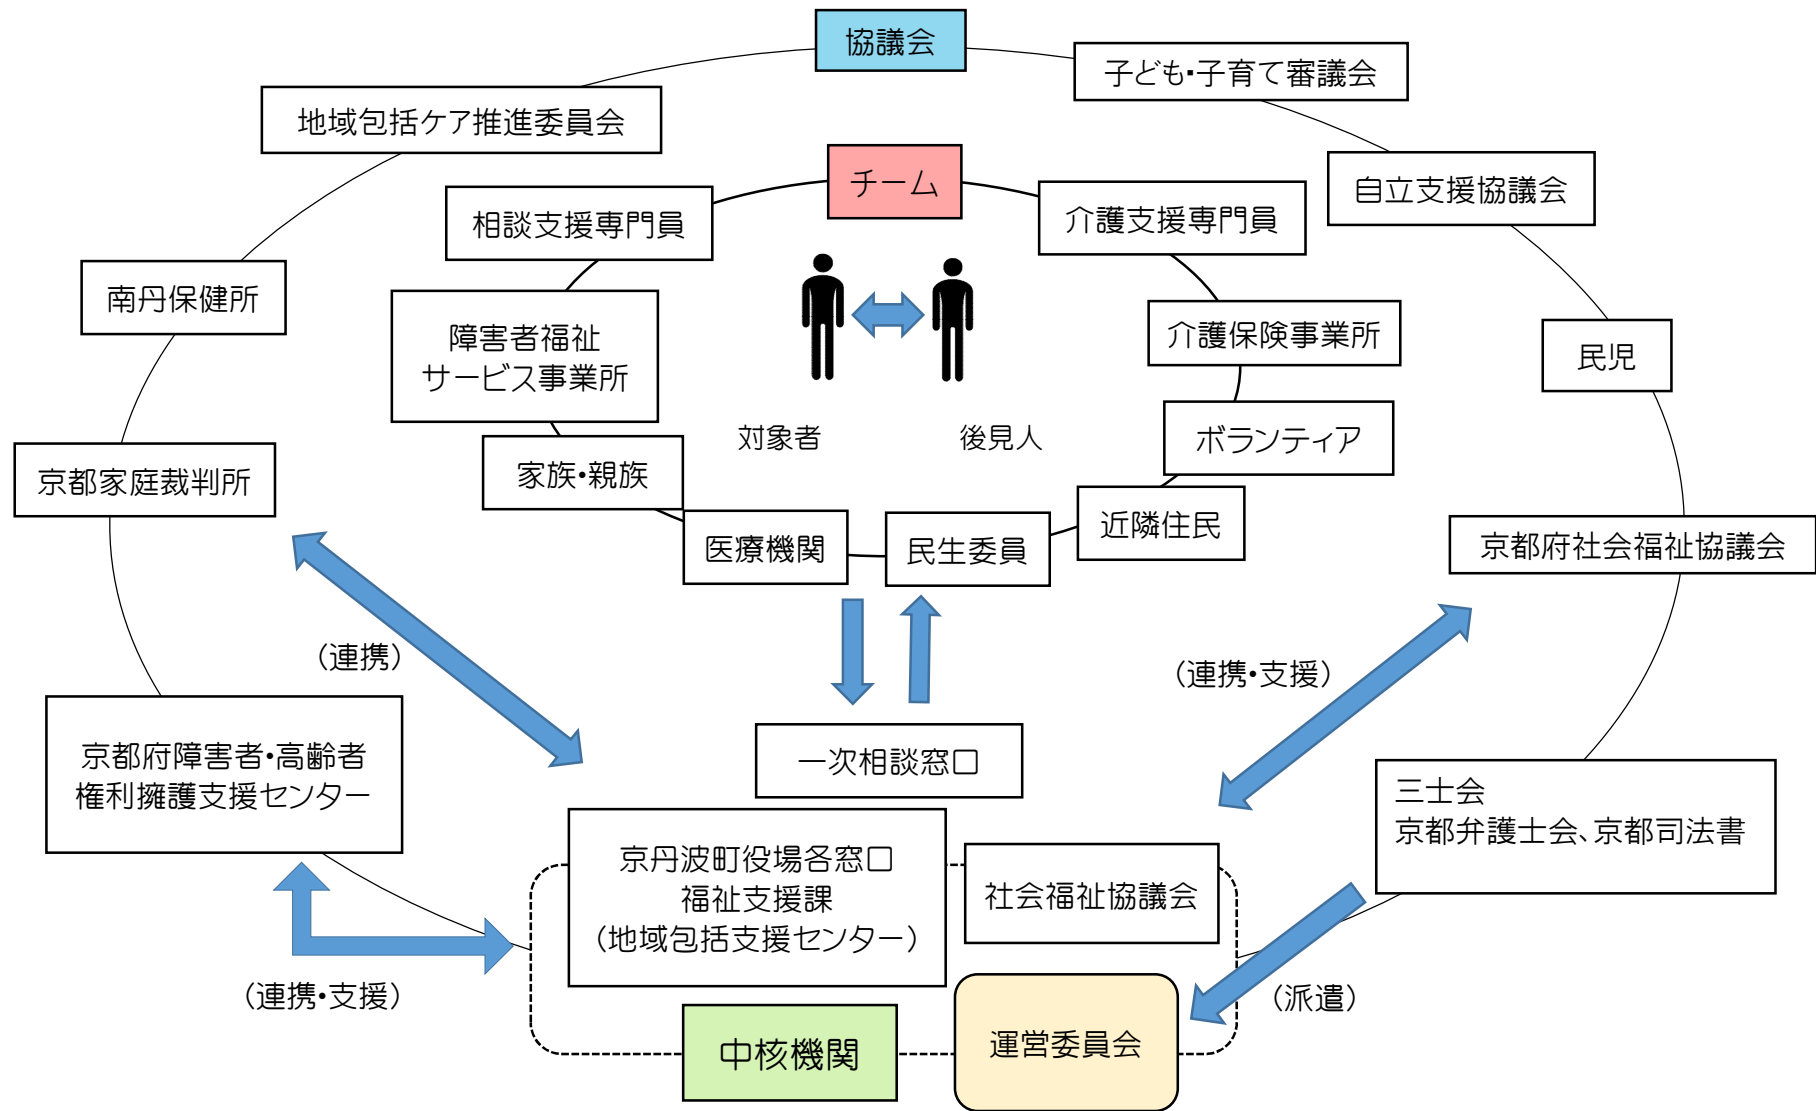 協議会
子ども・子育て審議会
地域包括ケア推進委員会
チーム
自立支援協議会
相談支援専門員
介護支援専門員
南丹保健所
障害者福祉
サービス事業所
介護保険事業所
民児
対象者
後見人
ボランティア
京都家庭裁判所
家族・親族
近隣住民
医療機関
民生委員
京都府社会福祉協議会
（連携）
（連携・支援）
京都府障害者・高齢者
権利擁護支援センター
一次相談窓口
三士会
京都弁護士会、京都司法書
京丹波町役場各窓口
福祉支援課
（地域包括支援センター）
社会福祉協議会
（連携・支援）
（派遣）
中核機関
運営委員会